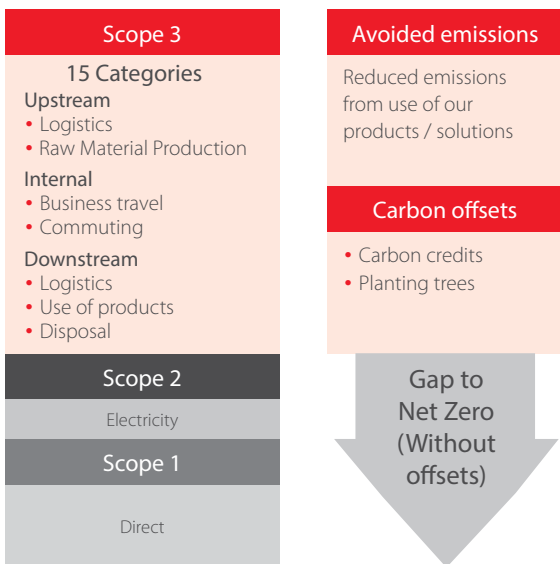 Scope 3
15 Categories
Upstream
• Logistics
• Raw Material Production
Internal
• Business travel
• Commuting
Downstream
• Logistics
• Use of products
• Disposal
Scope 2
Electricity
Scope 1
Direct
Avoided emissions
Reduced emissions
from use of our
products / solutions
Carbon offsets
• Carbon credits
• Planting trees
Gap to
Net Zero
(Without
offsets)